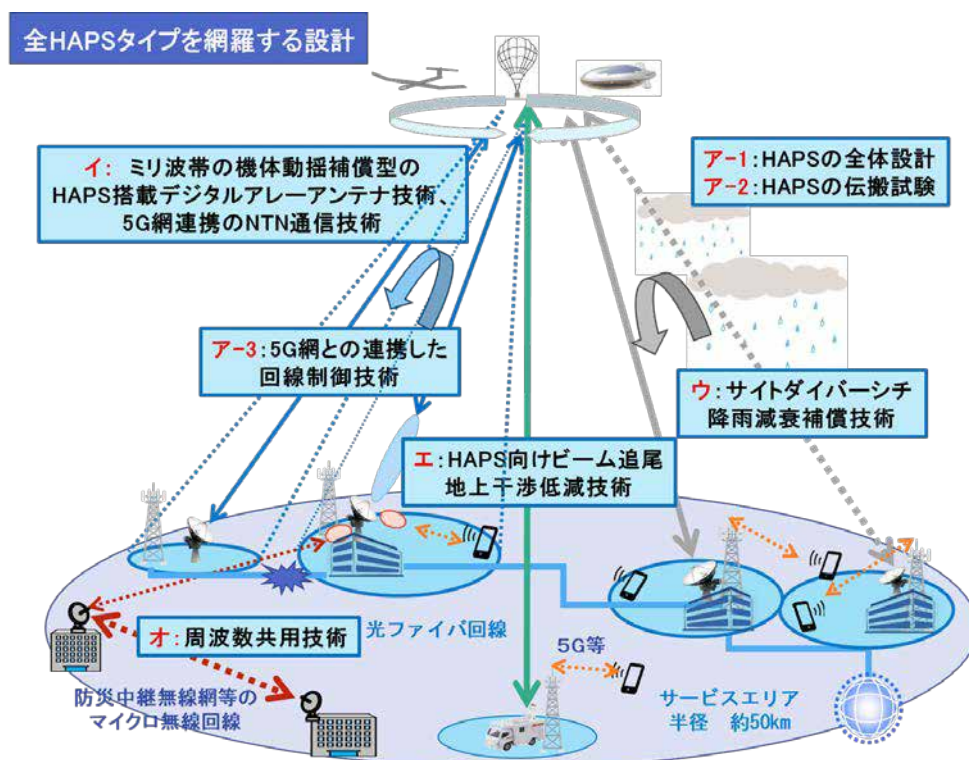 全HAPSタイプを網羅する設計
イ: ミリ波帯の機体動揺補償型の
HAPS搭載デジタルアレーアンテナ技術、
5G網連携のNTN通信技術
ア-1:HAPSの全体設計
ア-2:HAPSの伝搬試験
ア-3:5G網との連携した
回線制御技術
ウ:サイトダイバーシチ
降雨減衰補償技術
エ:HAPS向けビーム追尾
地上干渉低減技術
オ:周波数共用技術
光ファイバ回線
5G等
防災中継無線網等の
マイクロ無線回線
サービスエリア
半径 約50km